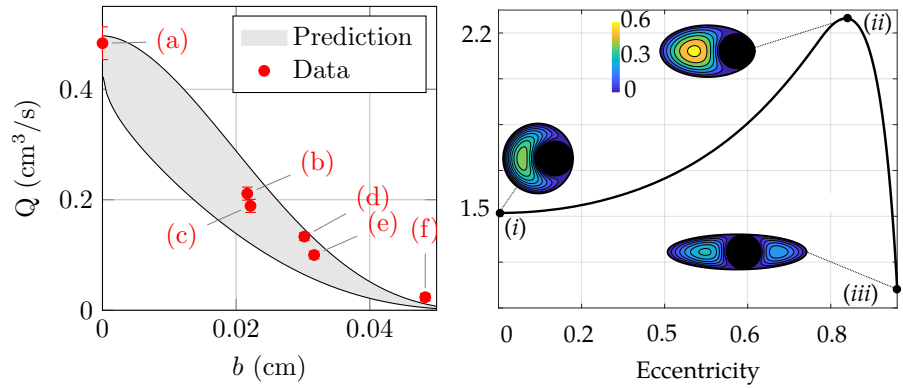 (a)
Prediction
Data
(b)
(c)
(d)
(e)
(f)
0.4
0.2
0
Q (cm³/s)
0
0.02
0.04
b (cm)
2.2
1.5
0.6
0.3
0
(i)
(ii)
(iii)
0
0.2
0.5
0.6
0.8
Eccentricity